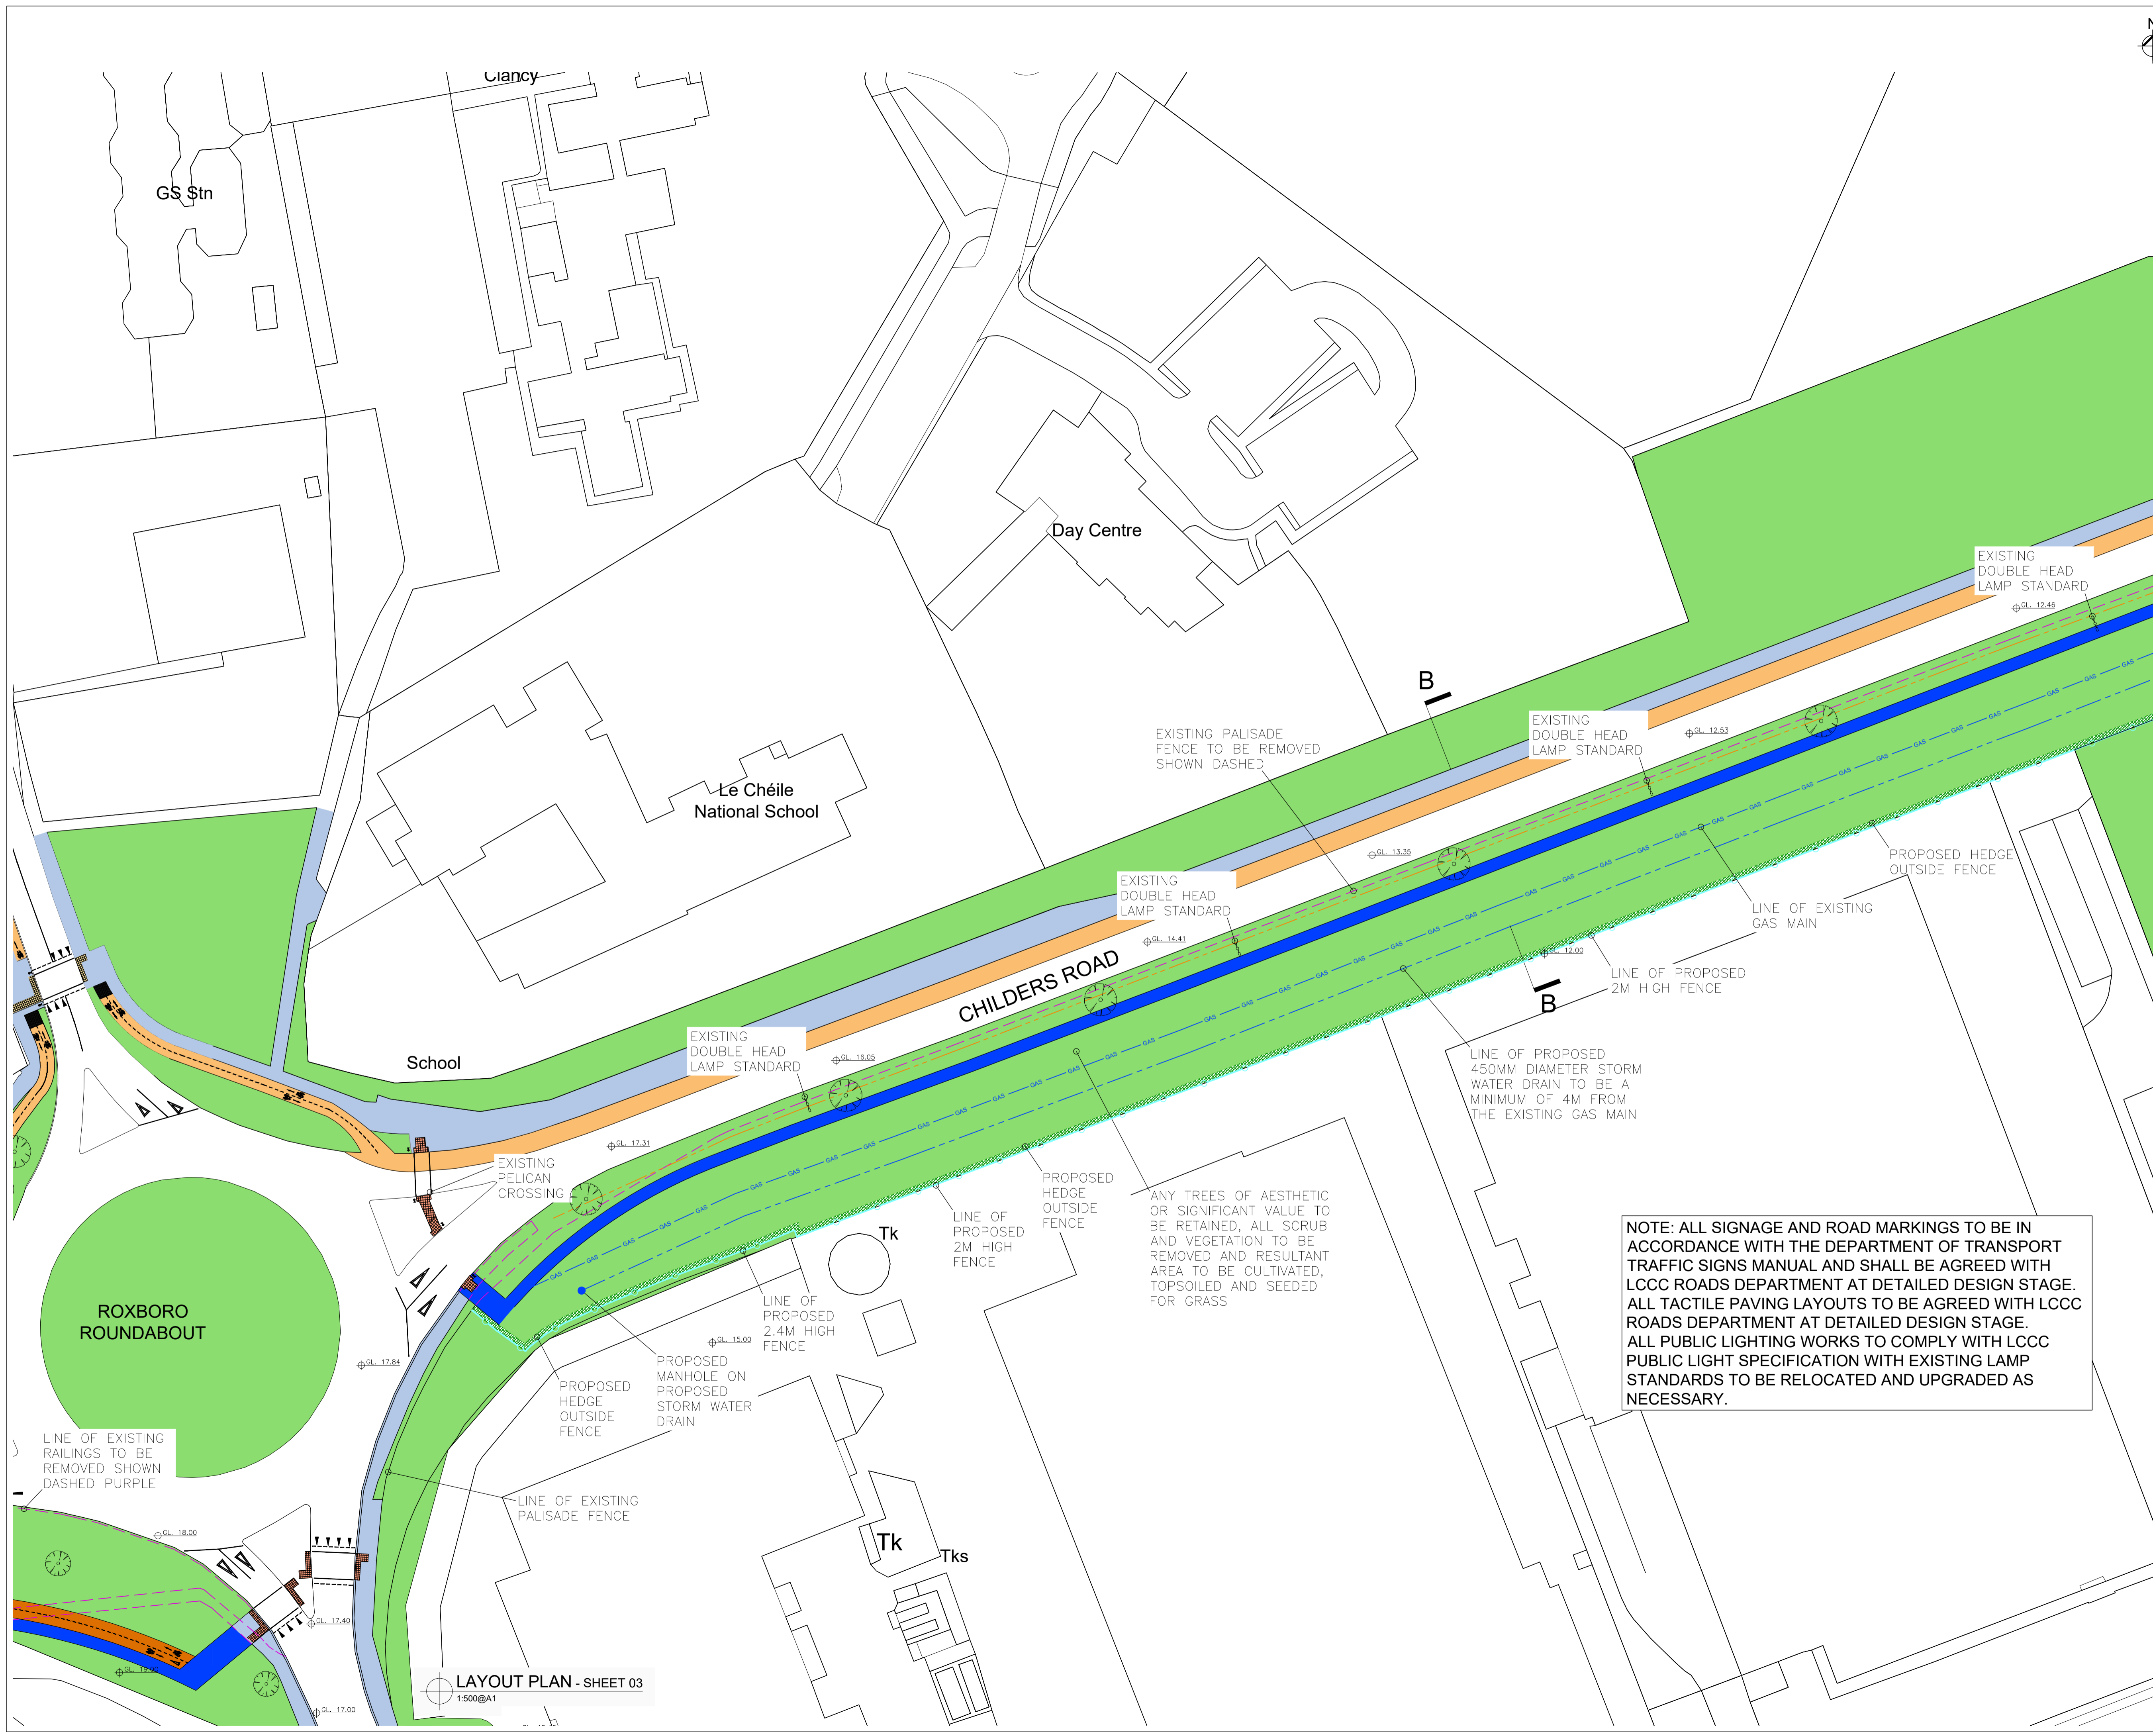 N
Clancy
GS Stn
Day Centre
EXISTING
DOUBLE HEAD
LAMP STANDARD
GL. 12.46
B
EXISTING PALISADE
FENCE TO BE REMOVED
SHOWN DASHED
EXISTING
DOUBLE HEAD
LAMP STANDARD
GL. 12.53
Le Chéile
National School
GL. 13.35
EXISTING
DOUBLE HEAD
LAMP STANDARD
GL. 14.41
PROPOSED HEDGE
OUTSIDE FENCE
LINE OF EXISTING
GAS MAIN
GL. 12.00
LINE OF PROPOSED
2M HIGH FENCE
B
CHILDERS ROAD
School
EXISTING
DOUBLE HEAD
LAMP STANDARD
GL. 16.05
LINE OF PROPOSED
450MM DIAMETER STORM
WATER DRAIN TO BE A
MINIMUM OF 4M FROM
THE EXISTING GAS MAIN
GL. 17.31
EXISTING
PELICAN
CROSSING
GAS
PROPOSED
HEDGE
OUTSIDE
FENCE
LINE OF
PROPOSED
2M HIGH
FENCE
ANY TREES OF AESTHETIC
OR SIGNIFICANT VALUE TO
BE RETAINED, ALL SCRUB
AND VEGETATION TO BE
REMOVED AND RESULTANT
AREA TO BE CULTIVATED,
TOPSOILED AND SEEDED
FOR GRASS
Tk
NOTE: ALL SIGNAGE AND ROAD MARKINGS TO BE IN
ACCORDANCE WITH THE DEPARTMENT OF TRANSPORT
TRAFFIC SIGNS MANUAL AND SHALL BE AGREED WITH
LCCC ROADS DEPARTMENT AT DETAILED DESIGN STAGE.
ALL TACTILE PAVING LAYOUTS TO BE AGREED WITH LCCC
ROADS DEPARTMENT AT DETAILED DESIGN STAGE.
ALL PUBLIC LIGHTING WORKS TO COMPLY WITH LCCC
PUBLIC LIGHT SPECIFICATION WITH EXISTING LAMP
STANDARDS TO BE RELOCATED AND UPGRADED AS
NECESSARY.
ROXBORO
ROUNDABOUT
LINE OF
PROPOSED
2.4M HIGH
FENCE
GL. 15.00
GL. 17.84
PROPOSED
MANHOLE ON
PROPOSED
STORM WATER
DRAIN
PROPOSED
HEDGE
OUTSIDE
FENCE
LINE OF EXISTING
RAILINGS TO BE
REMOVED SHOWN
DASHED PURPLE
LINE OF EXISTING
PALISADE FENCE
GL. 18.00
Tk
Tks
GL. 17.40
LAYOUT PLAN - SHEET 03
1:500@A1
GL. 17.00